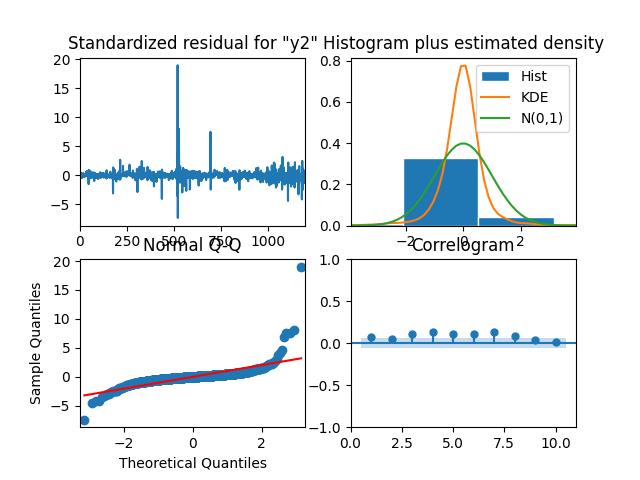 Standardized residual for "y2" Histogram plus estimated density
20
15
10
5
0
−5
0 250 500 750 1000
0.8
0.6
0.4
0.2
0.0
−2 0 2
Hist
KDE
N(0,1)
Normal Q-Q
Correlogram
Sample Quantiles
20
15
10
5
0
−5
−2 0 2
Theoretical Quantiles
1.0
0.5
0.0
−0.5
−1.0
0.0 2.5 5.0 7.5 10.0